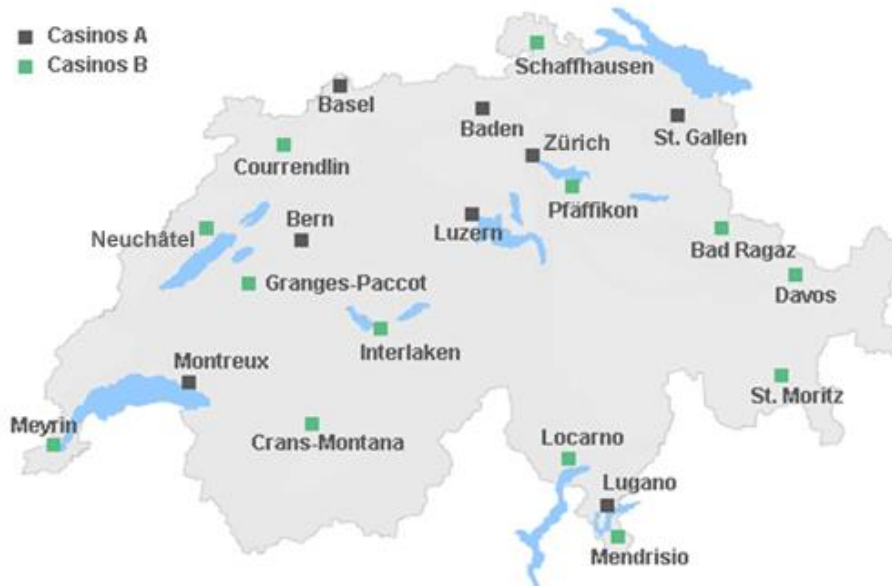 Casinos A
Casinos B
Schaffhausen
Basel
Baden
St. Gallen
Zürich
Courrendlin
Pfäffikon
Neuchâtel
Bern
Luzern
Bad Ragaz
Granges-Paccot
Davos
Interlaken
Montreux
St. Moritz
Meyrin
Crans-Montana
Locarno
Lugano
Mendrisio